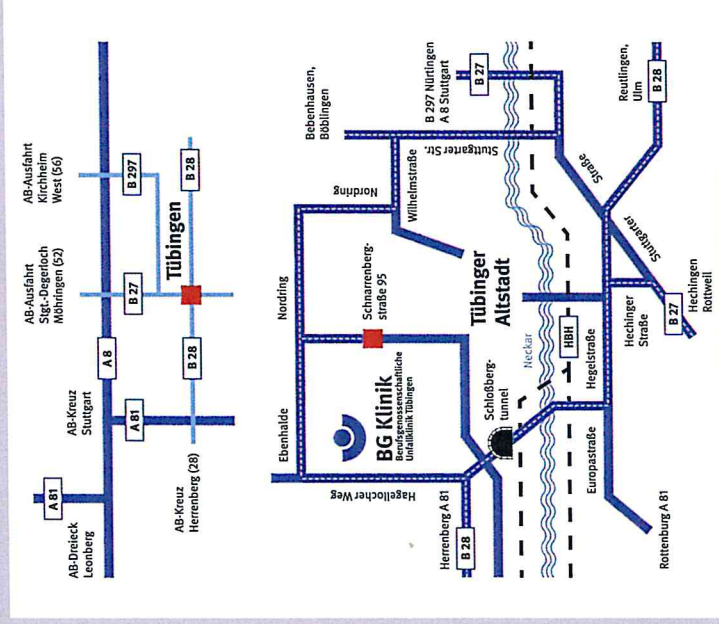 AB-Dreieck
Leonberg
A 81
AB-Kreuz
Stuttgart
A 81
A 8
AB-Ausfahrt
Stgt.-Degerloch
Möhringen (52)
AB-Ausfahrt
Kirchheim
West (56)
B 27
B 297
Tübingen
AB-Kreuz
Herrenberg (28)
B 28
B 28
Ebenhalde
Nordring
Nordring
Bebenhausen,
Böblingen
B 297 Nürtingen
A 8 Stuttgart
B 27
Hagellocher Weg
BG Klinik
Berufsgenossenschaftliche
Unfallklinik Tübingen
Schnarrenberg-
straße 95
Wilhelmstraße
Stuttgarter Str.
Herrenberg A 81
B 28
Schloßberg-
tunnel
Tübinger
Altstadt
Neckar
HBH
Europastraße
Hegelstraße
Hechinger
Straße
Stuttgarter
Straße
Reutlingen,
Ulm
B 28
Rottenburg A 81
B 27
Hechingen
Rottweil